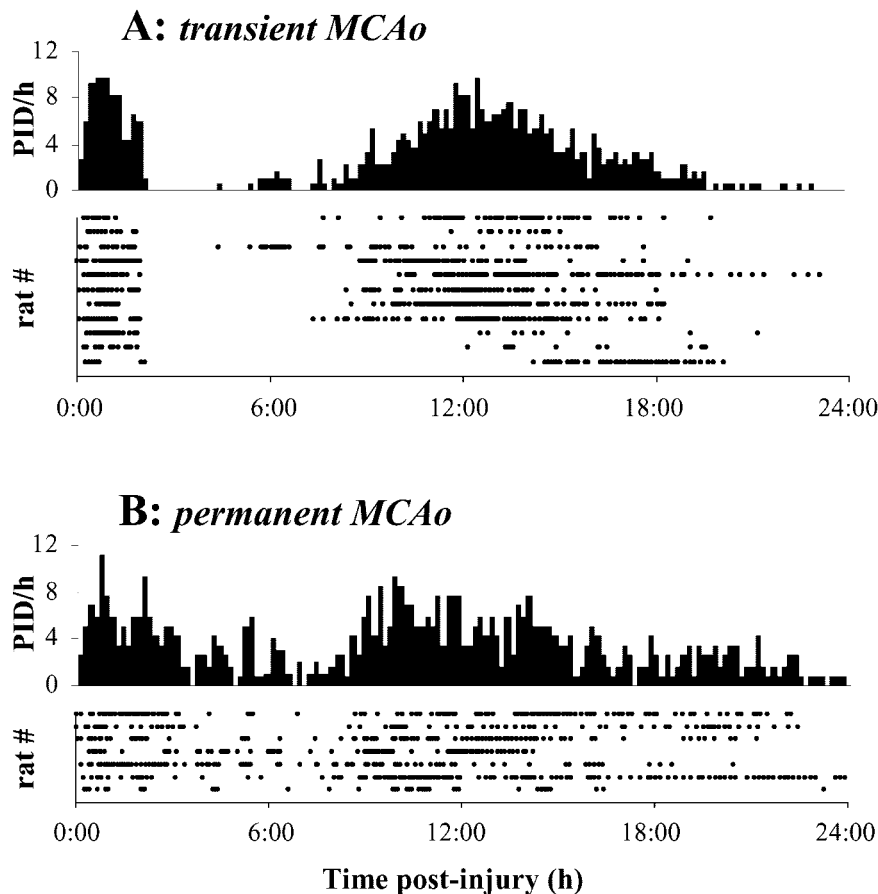 A: transient MCAo
12
8
4
0
PID/h
rat #
0:00 6:00 12:00 18:00 24:00
B: permanent MCAo
12
8
4
0
PID/h
rat #
0:00 6:00 12:00 18:00 24:00
Time post-injury (h)